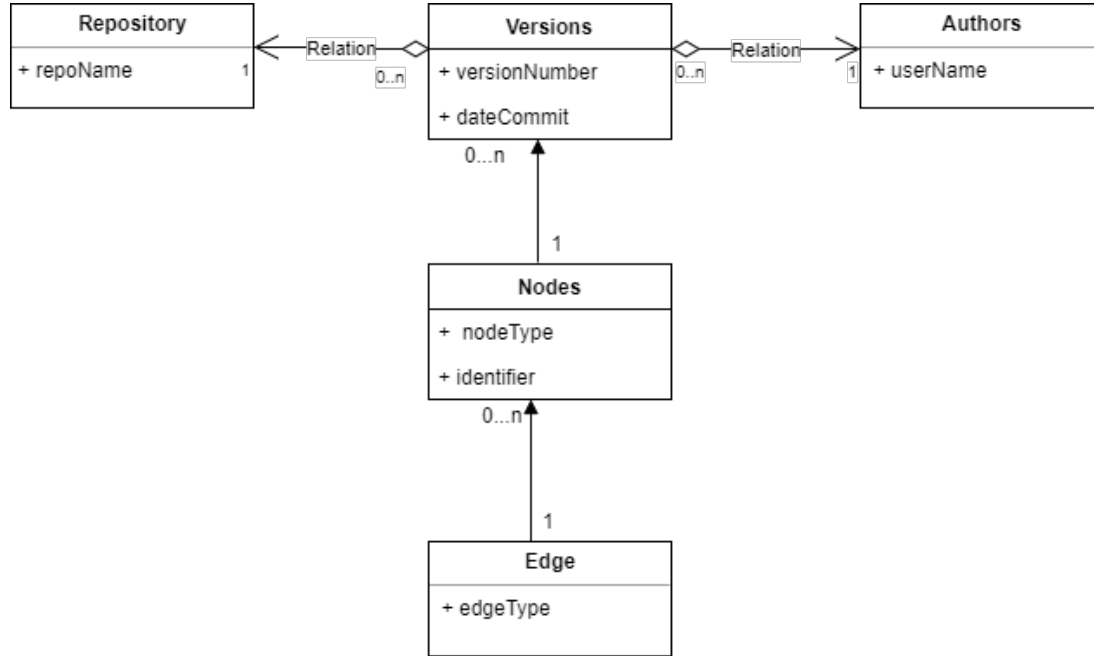 Repository
+ repoName
1
Relation
0..n
Versions
+ versionNumber
+ dateCommit
0..n
Relation
1
Authors
+ userName
0...n
1
Nodes
+ nodeType
+ identifier
0...n
1
Edge
+ edgeType